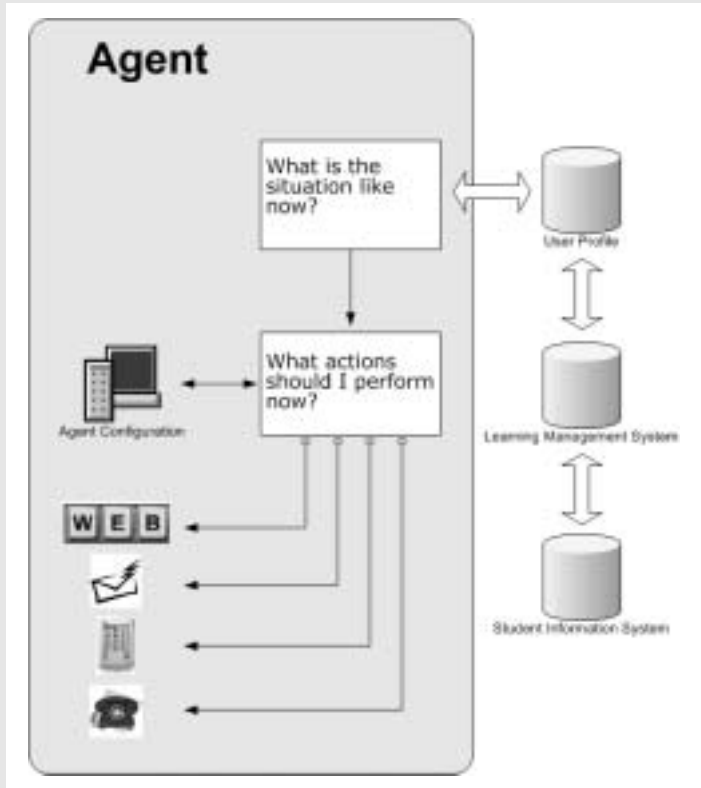 Agent
What is the
situation like
now?
User Profile
What actions
should I perform
now?
Agent Configuration
Learning Management System
WEB
Student Information System